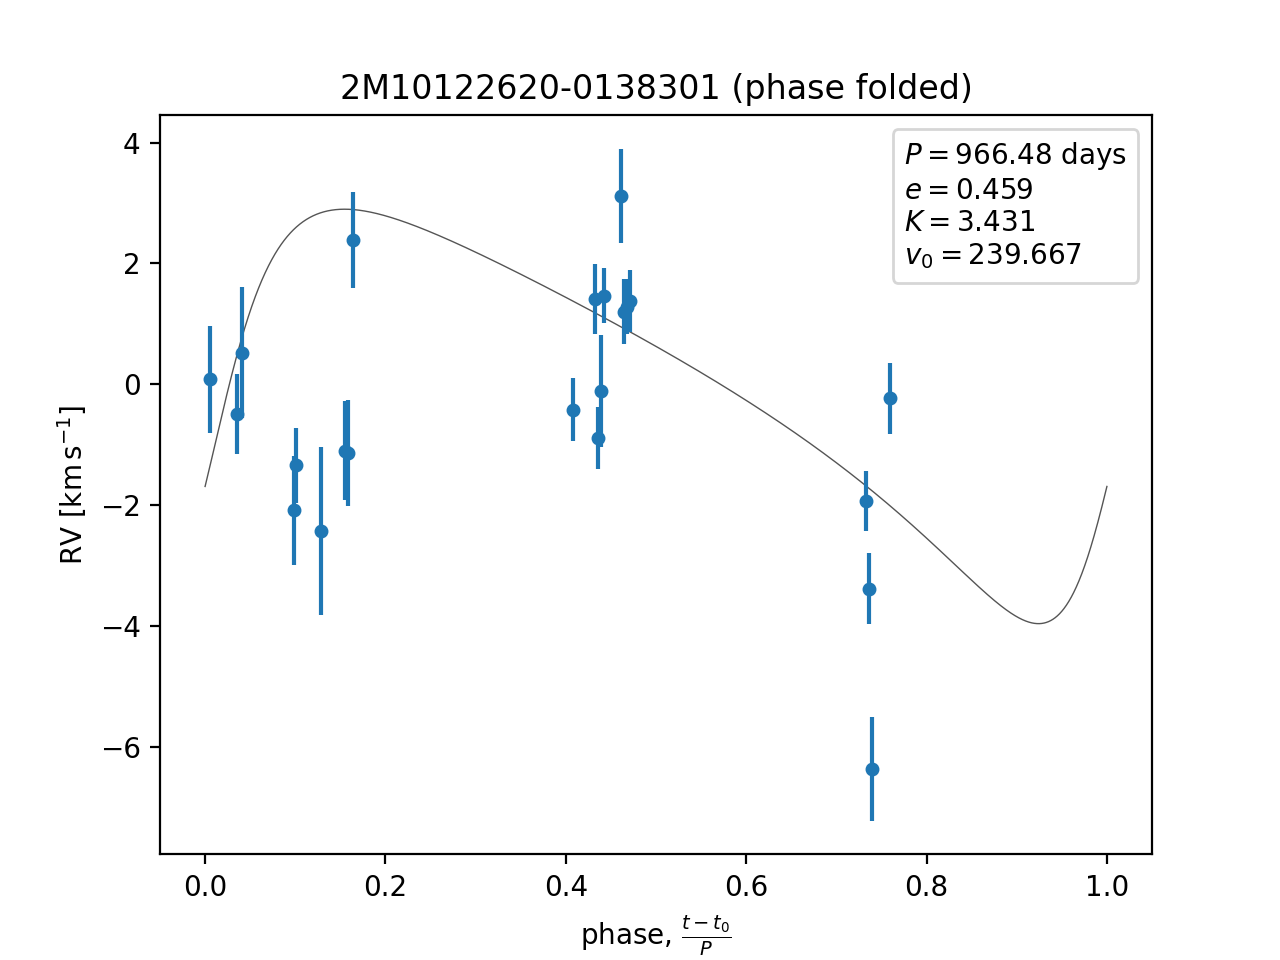 2M10122620-0138301 (phase folded)
P = 966.48 days
e = 0.459
K = 3.431
v₀ = 239.667
4
2
0
−2
−4
−6
RV [km s⁻¹]
0.0 0.2 0.4 0.6 0.8 1.0
phase, (t − t₀)/P